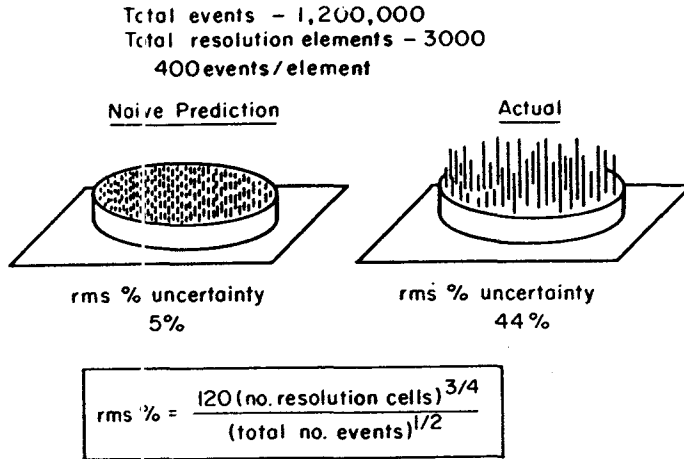 Total events - 1,200,000
Total resolution elements - 3000
400 events/element
Naive Prediction
Actual
rms % uncertainty
5%
rms % uncertainty
44%
rms % = 120 (no. resolution cells)^3/4 / (total no. events)^1/2